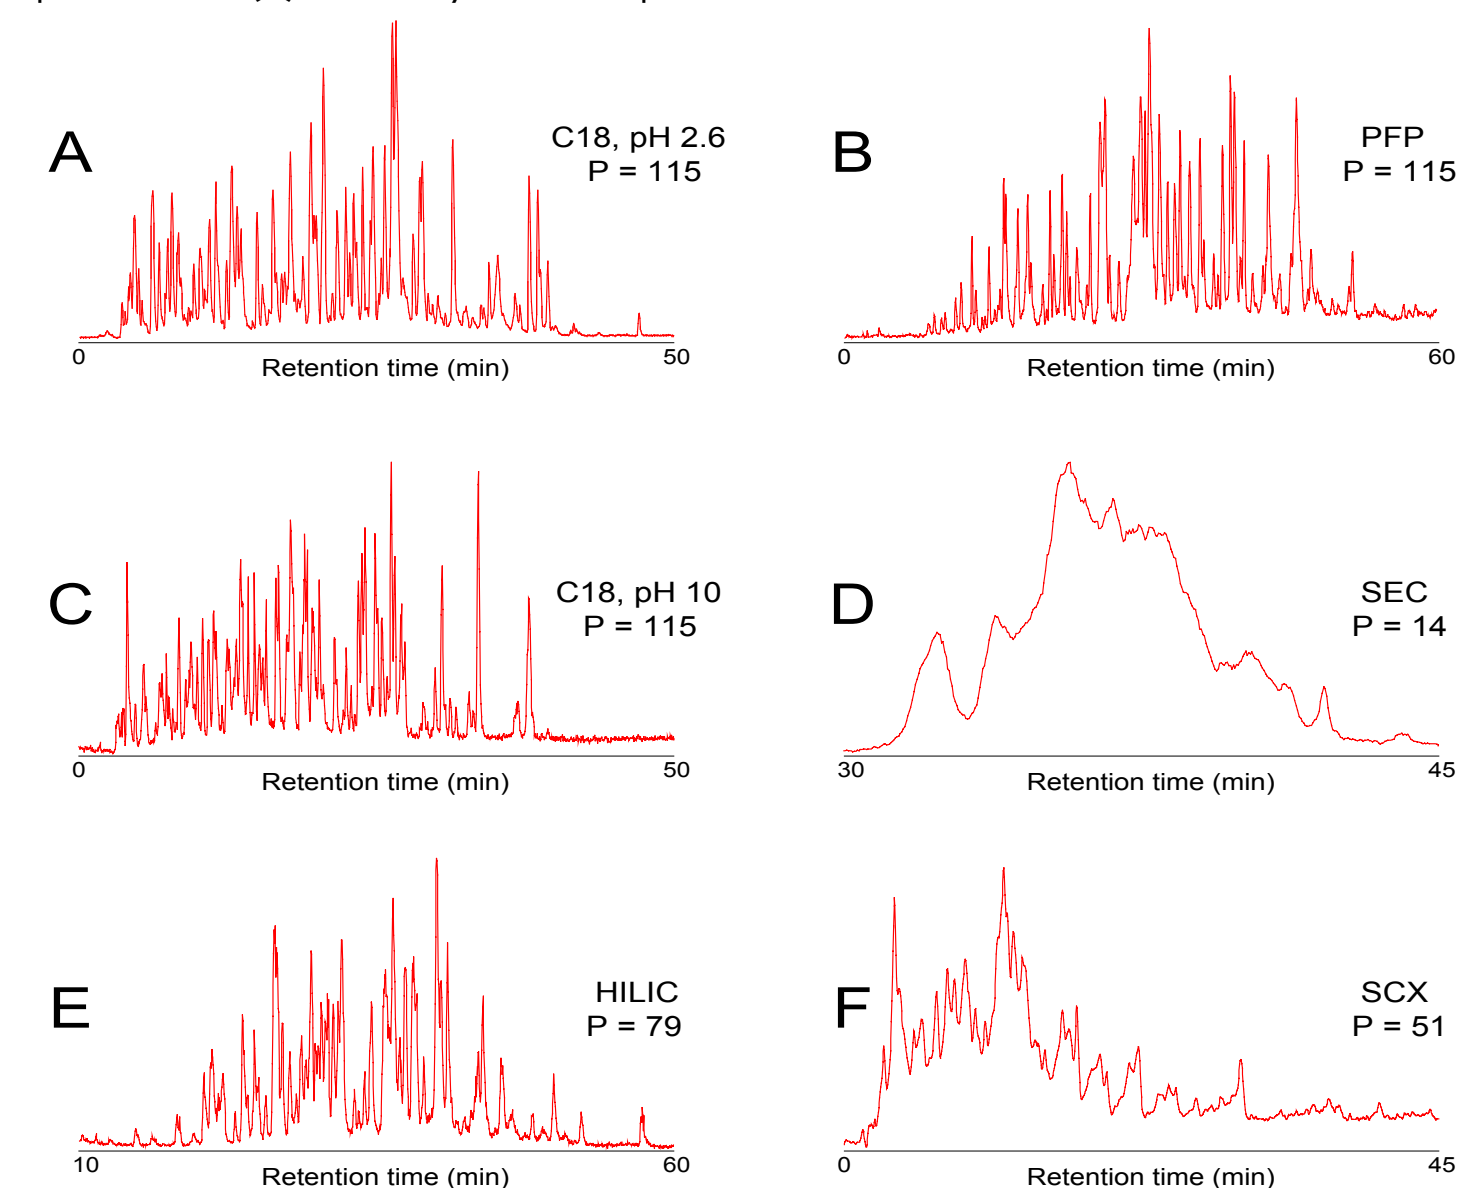 A
C18, pH 2.6
P = 115
0
50
Retention time (min)
B
PFP
P = 115
0
60
Retention time (min)
C
C18, pH 10
P = 115
0
50
Retention time (min)
D
SEC
P = 14
30
45
Retention time (min)
E
HILIC
P = 79
10
60
Retention time (min)
F
SCX
P = 51
0
45
Retention time (min)